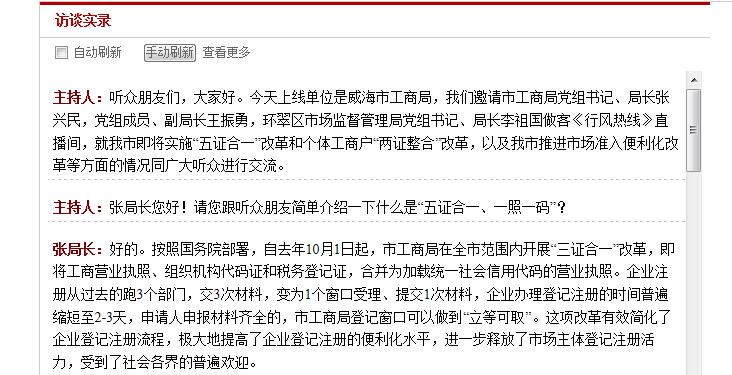 访谈实录
自动刷新 手动刷新 查看更多
主持人：听众朋友们，大家好。今天上线单位是威海市工商局，我们邀请市工商局党组书记、局长张
兴民，党组成员、副局长王振勇，环翠区市场监督管理局党组书记、局长李祖国做客《行风热线》直
播间，就我市即将实施“五证合一”改革和个体工商户“两证整合”改革，以及我市推进市场准入便利化改
革等方面的情况同广大听众进行交流。
主持人：张局长您好！请您跟听众朋友简单介绍一下什么是“五证合一、一照一码”？
张局长：好的。按照国务院部署，自去年10月1日起，市工商局在全市范围内开展“三证合一”改革，即
将工商营业执照、组织机构代码证和税务登记证，合并为加载统一社会信用代码的营业执照。企业注
册从过去的跑3个部门，交3次材料，变为1个窗口受理、提交1次材料，企业办理登记注册的时间普遍
缩短至2-3天，申请人申报材料齐全的，市工商局登记窗口可以做到“立等可取”。这项改革有效简化了
企业登记注册流程，极大地提高了企业登记注册的便利化水平，进一步释放了市场主体登记注册活
力，受到了社会各界的普遍欢迎。